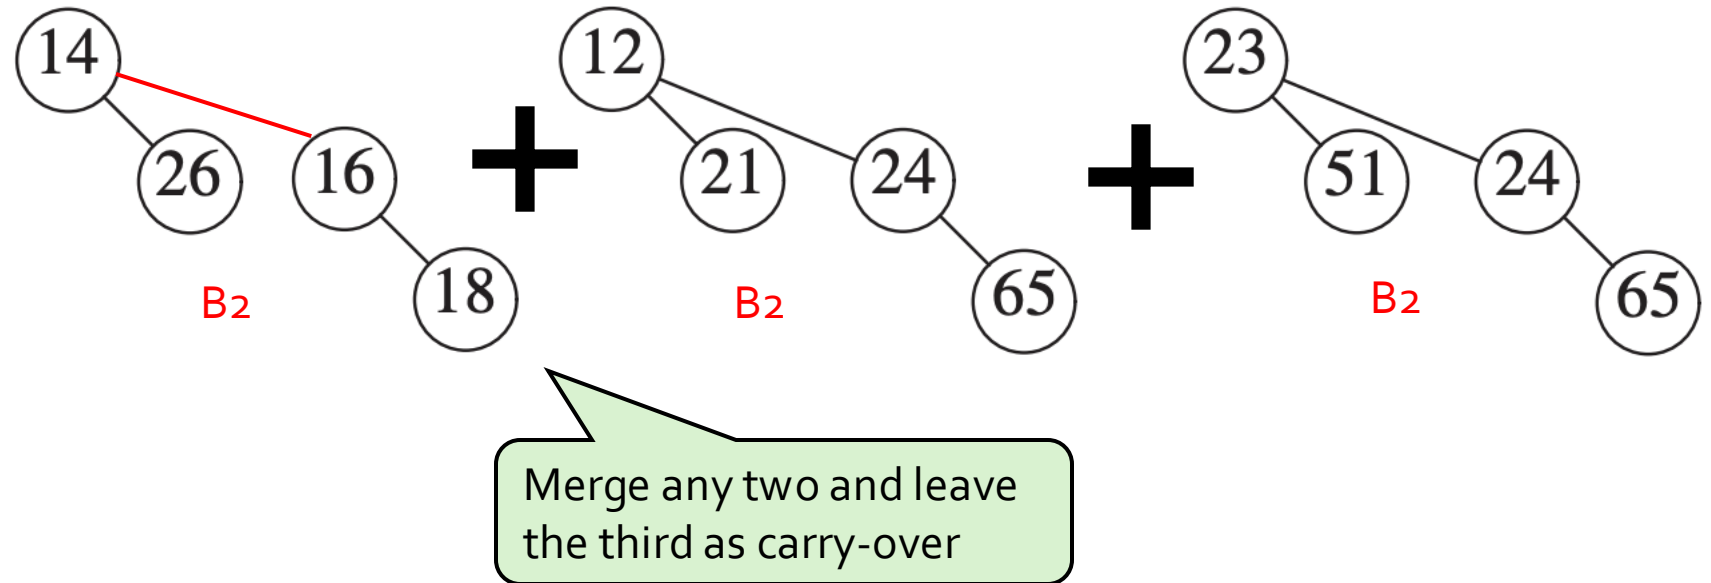 14 12 23
26 16 + 21 24 + 51 24
18 65 65
B2 B2 B2
Merge any two and leave
the third as carry-over